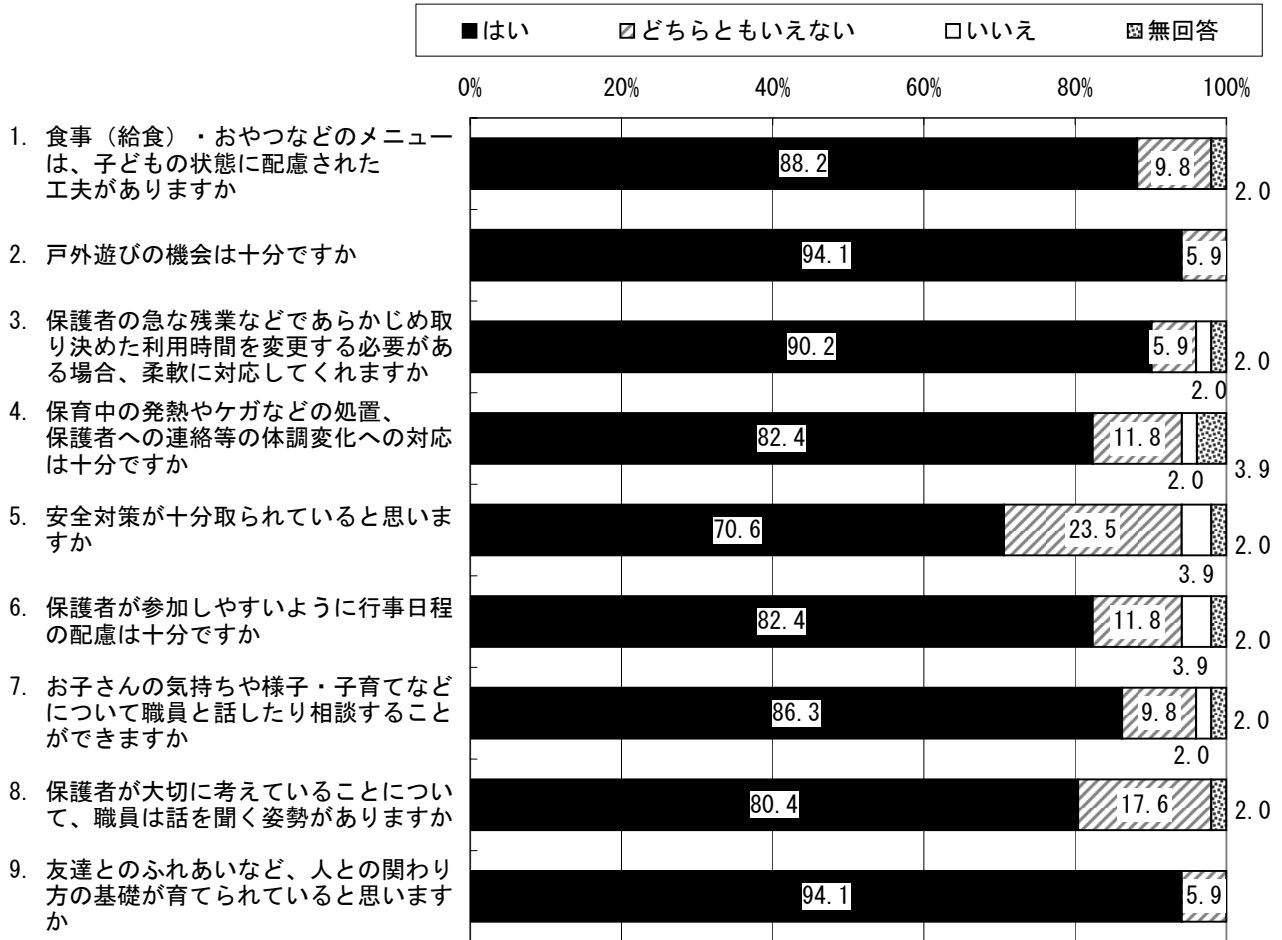 ■はい　どちらともいえない　□いいえ　無回答
0%　20%　40%　60%　80%　100%
1. 食事（給食）・おやつなどのメニュー
は、子どもの状態に配慮された
工夫がありますか
88.2　9.8　2.0
2. 戸外遊びの機会は十分ですか
94.1　5.9
3. 保護者の急な残業などであらかじめ取
り決めた利用時間を変更する必要があ
る場合、柔軟に対応してくれますか
90.2　5.9　2.0　2.0
4. 保育中の発熱やケガなどの処置、
保護者への連絡等の体調変化への対応
は十分ですか
82.4　11.8　2.0　3.9
5. 安全対策が十分取られていると思いま
すか
70.6　23.5　3.9　2.0
6. 保護者が参加しやすいように行事日程
の配慮は十分ですか
82.4　11.8　3.9　2.0
7. お子さんの気持ちや様子・子育てなど
について職員と話したり相談すること
ができますか
86.3　9.8　2.0　2.0
8. 保護者が大切に考えていることについ
て、職員は話を聞く姿勢がありますか
80.4　17.6　2.0
9. 友達とのふれあいなど、人との関わり
方の基礎が育てられていると思います
か
94.1　5.9